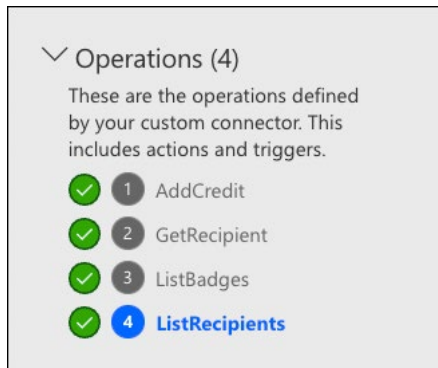 Operations (4)
These are the operations defined
by your custom connector. This
includes actions and triggers.
1 AddCredit
2 GetRecipient
3 ListBadges
4 ListRecipients